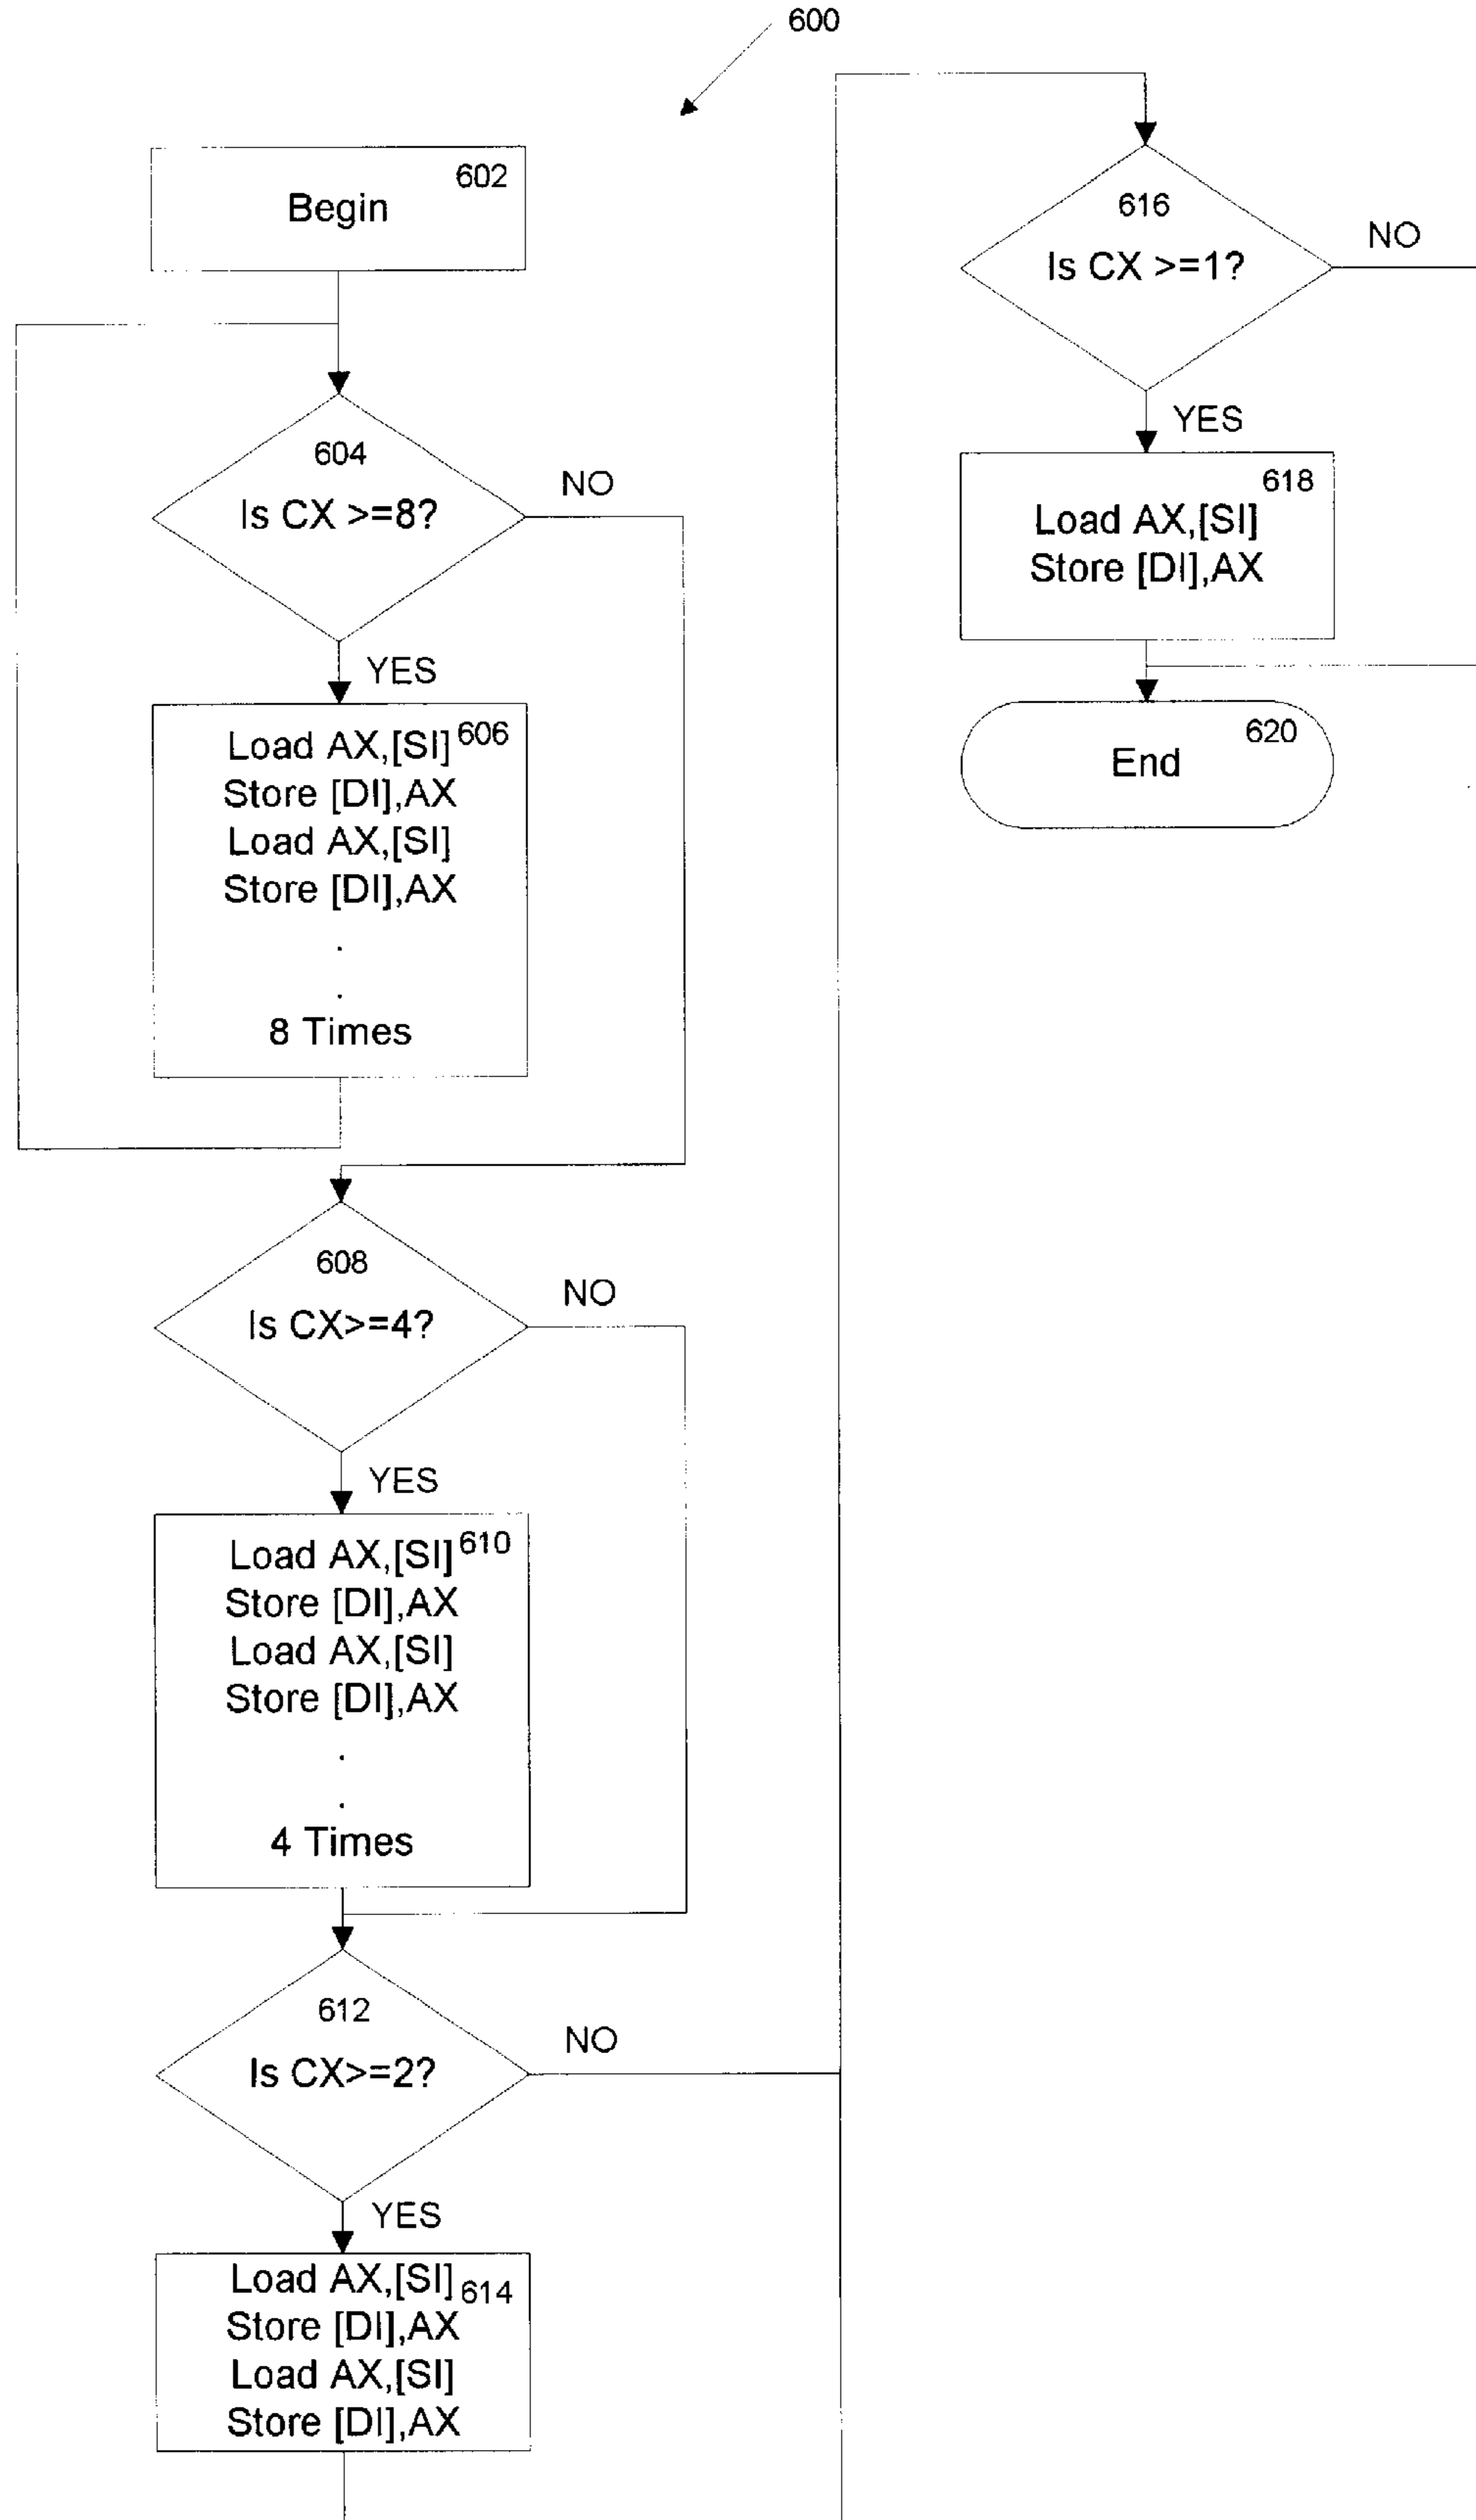 600
602
Begin
604
Is CX >=8?
NO
YES
Load AX,[SI] 606
Store [DI],AX
Load AX,[SI]
Store [DI],AX
.
.
8 Times
608
Is CX>=4?
NO
YES
Load AX,[SI] 610
Store [DI],AX
Load AX,[SI]
Store [DI],AX
.
.
4 Times
612
Is CX>=2?
NO
YES
Load AX,[SI] 614
Store [DI],AX
Load AX,[SI]
Store [DI],AX
616
Is CX >=1?
NO
YES
618
Load AX,[SI]
Store [DI],AX
620
End